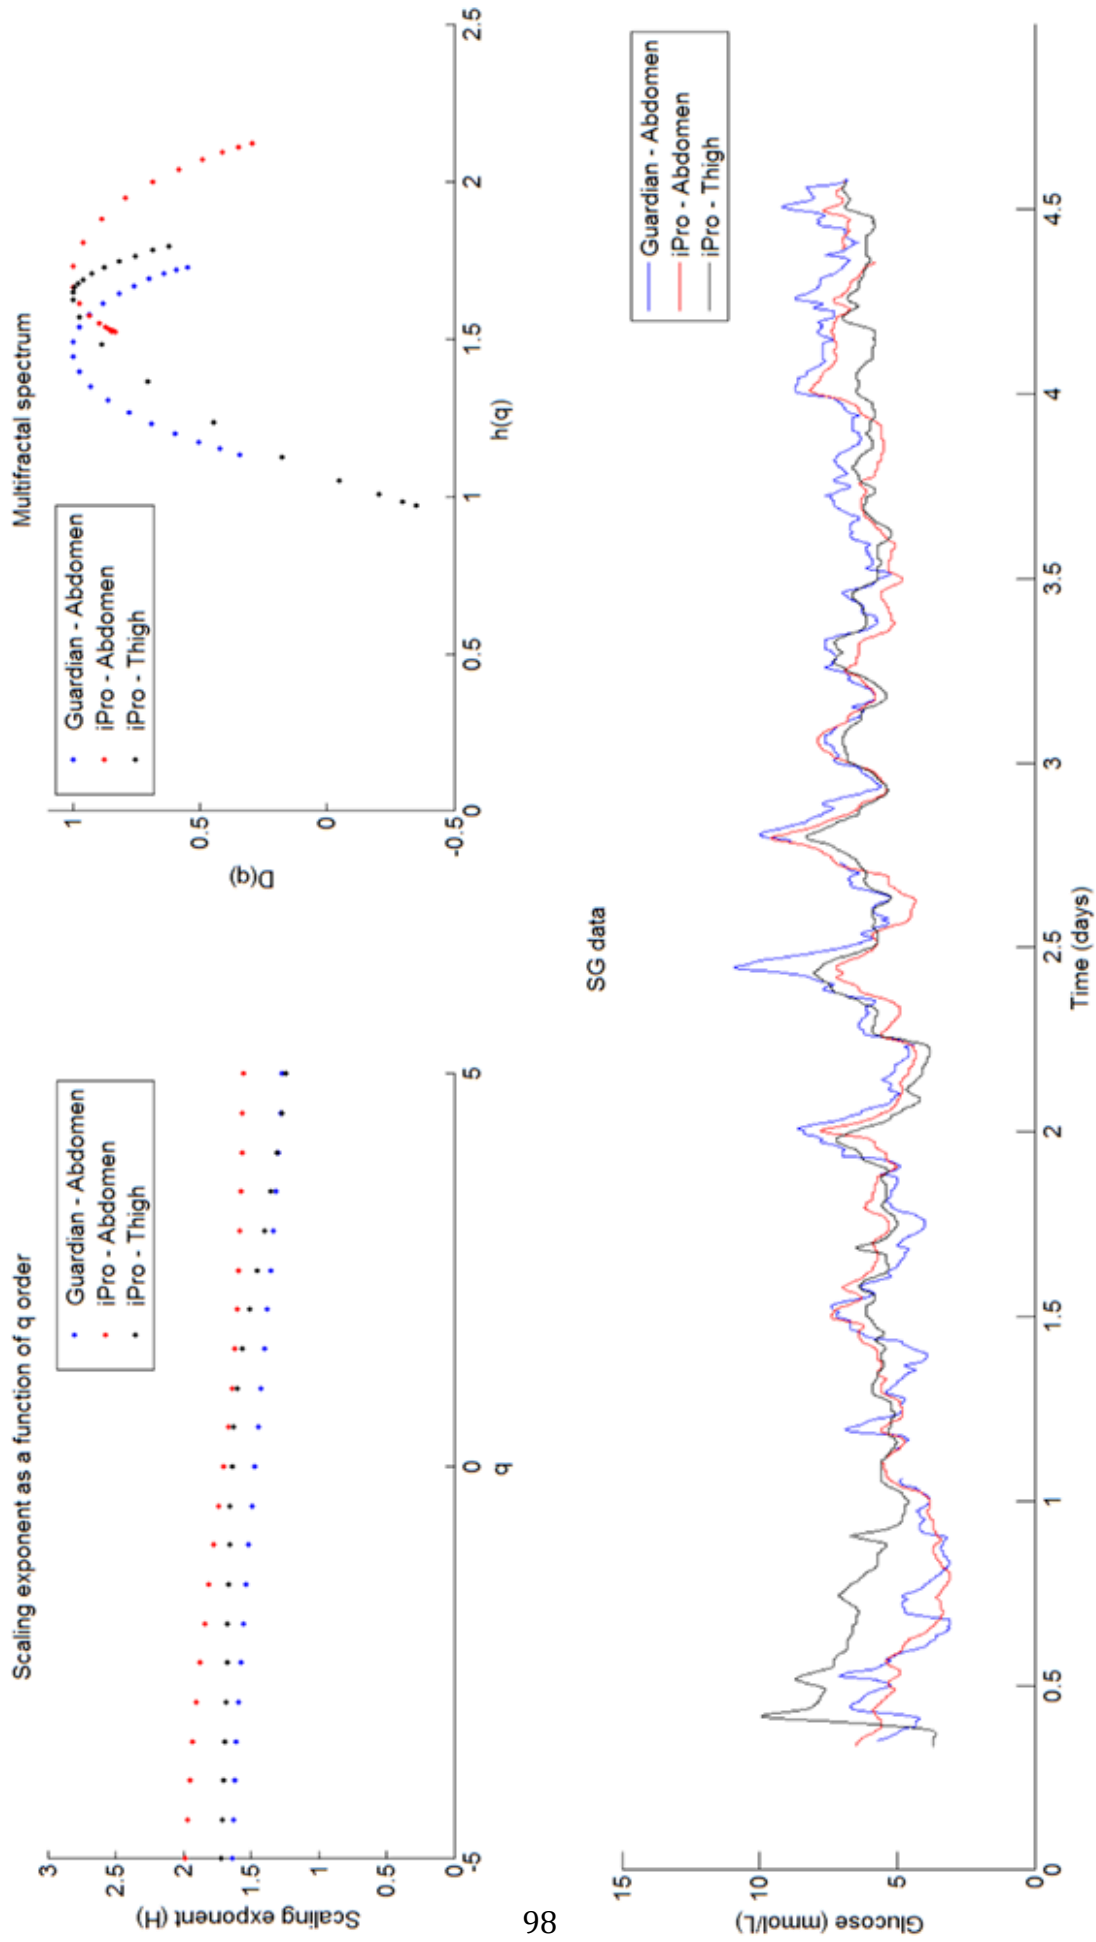 Scaling exponent as a function of q order
Scaling exponent (H)
3
2.5
2
1.5
1
0.5
0
-5
0
5
q
Guardian - Abdomen
iPro - Abdomen
iPro - Thigh
Multifractal spectrum
D(q)
1
0.5
0
-0.5
0
0.5
1
1.5
2
2.5
h(q)
Guardian - Abdomen
iPro - Abdomen
iPro - Thigh
SG data
Glucose (mmol/L)
15
10
5
0
0
0.5
1
1.5
2
2.5
3
3.5
4
4.5
Time (days)
Guardian - Abdomen
iPro - Abdomen
iPro - Thigh
98